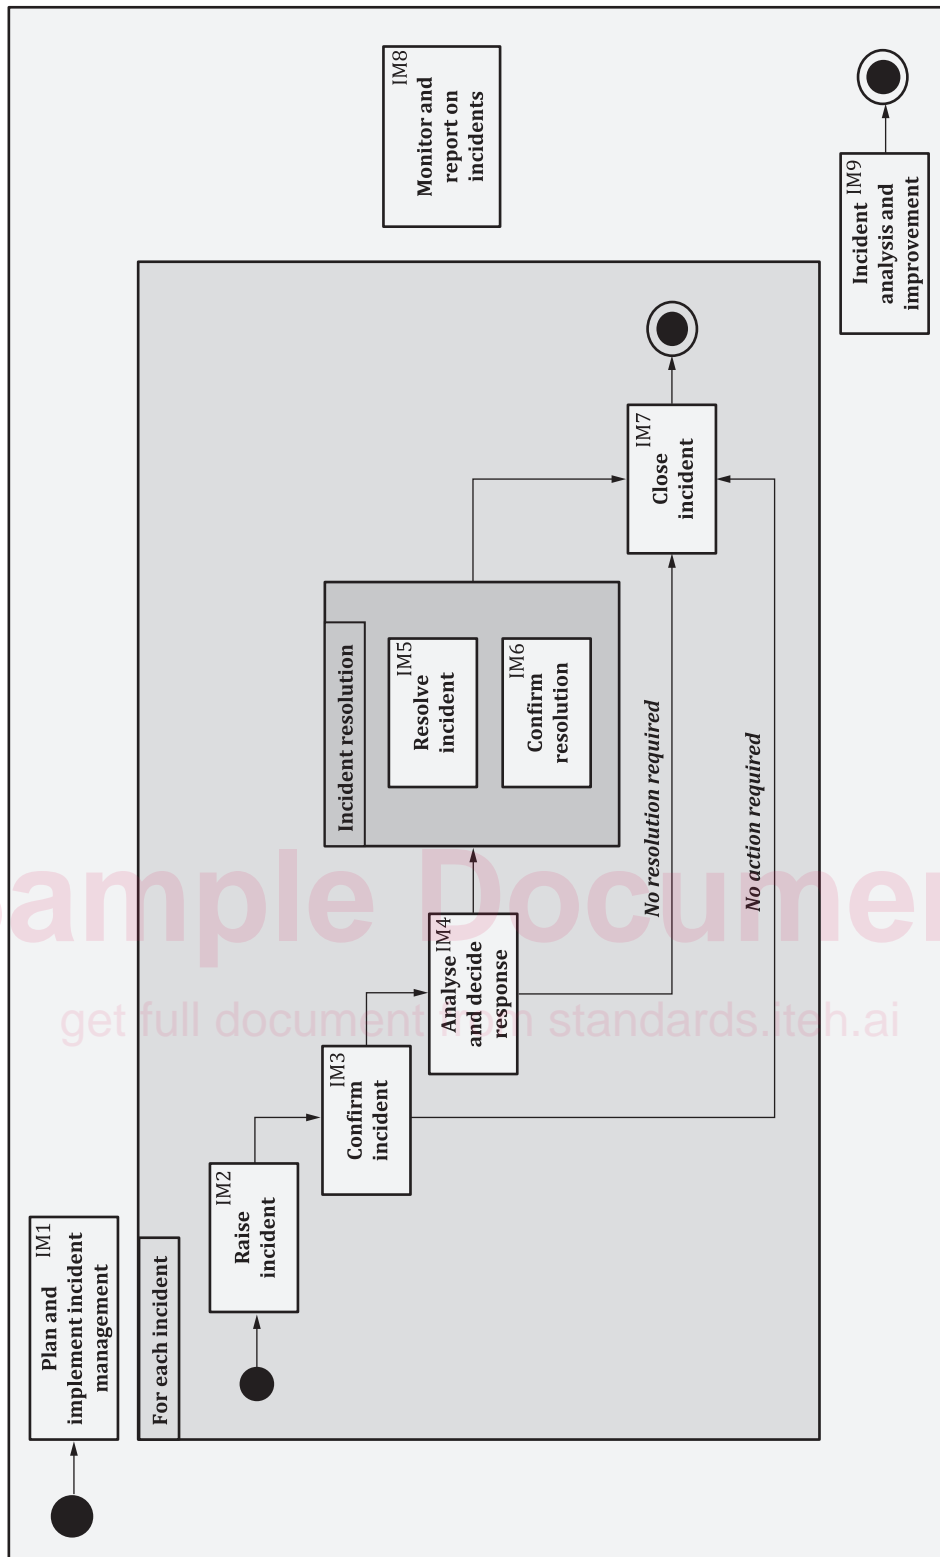 IM1
Plan and
implement incident
management
For each incident
IM2
Raise
incident
IM3
Confirm
incident
IM4
Analyse
and decide
response
Incident resolution
IM5
Resolve
incident
IM6
Confirm
resolution
No resolution required
No action required
IM7
Close
incident
IM8
Monitor and
report on
incidents
IM9
Incident
analysis and
improvement
ample Documen
get full document from standards.iteh.ai